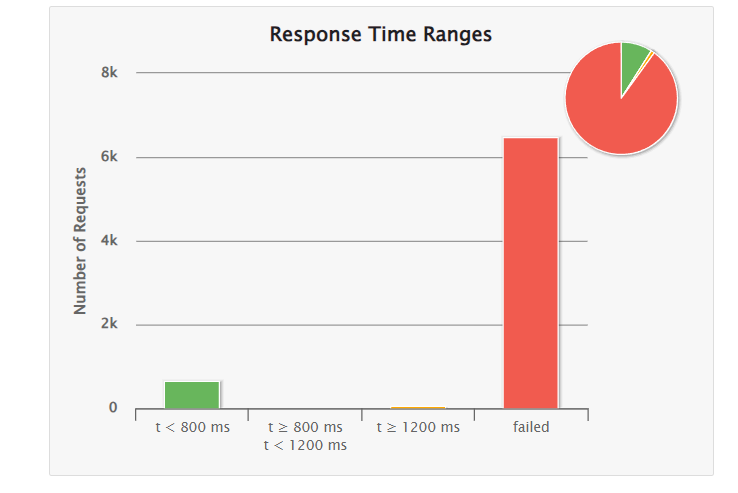 Response Time Ranges
8k
6k
4k
2k
0
Number of Requests
t < 800 ms
t ≥ 800 ms
t < 1200 ms
t ≥ 1200 ms
failed